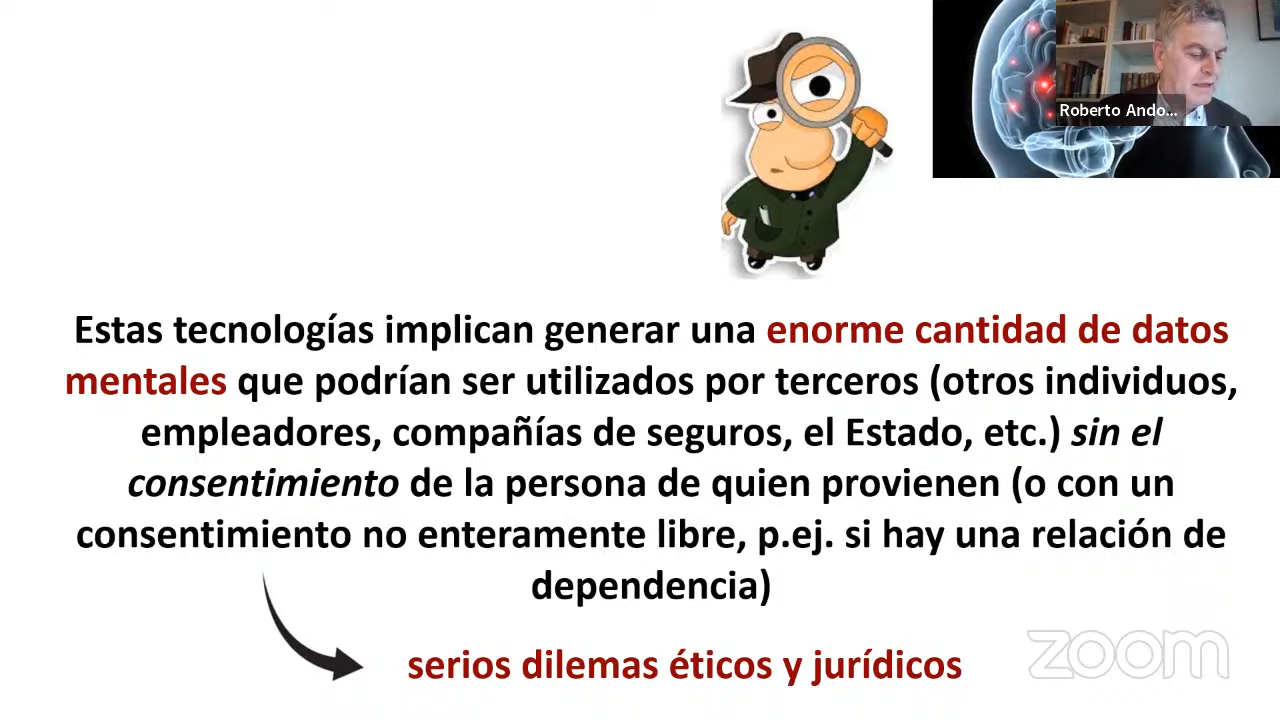 Roberto Ando...
Estas tecnologías implican generar una enorme cantidad de datos
mentales que podrían ser utilizados por terceros (otros individuos,
empleadores, compañías de seguros, el Estado, etc.) sin el
consentimiento de la persona de quien provienen (o con un
consentimiento no enteramente libre, p.ej. si hay una relación de
dependencia)
serios dilemas éticos y jurídicos
zoom